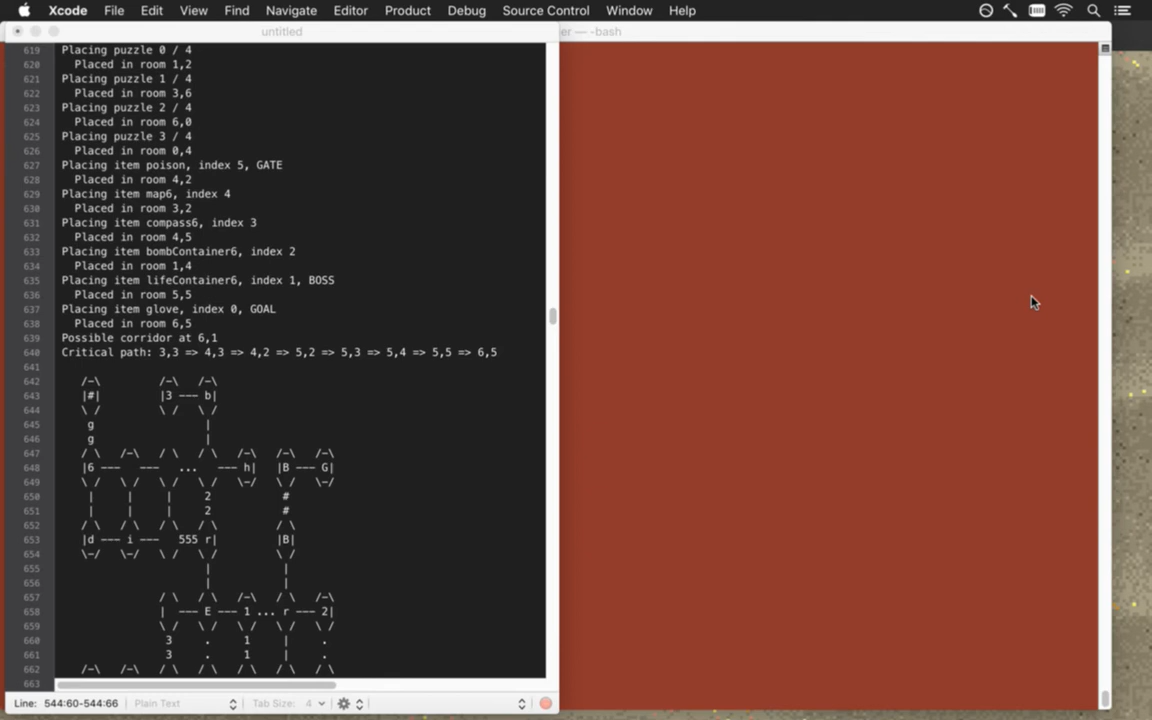 Xcode File Edit View Find Navigate Editor Product Debug Source Control Window Help
untitled
er — -bash
619 Placing puzzle 0 / 4
620   Placed in room 1,2
621 Placing puzzle 1 / 4
622   Placed in room 3,6
623 Placing puzzle 2 / 4
624   Placed in room 6,0
625 Placing puzzle 3 / 4
626   Placed in room 0,4
627 Placing item poison, index 5, GATE
628   Placed in room 4,2
629 Placing item map6, index 4
630   Placed in room 3,2
631 Placing item compass6, index 3
632   Placed in room 4,5
633 Placing item bombContainer6, index 2
634   Placed in room 1,4
635 Placing item lifeContainer6, index 1, BOSS
636   Placed in room 5,5
637 Placing item glove, index 0, GOAL
638   Placed in room 6,5
639 Possible corridor at 6,1
640 Critical path: 3,3 => 4,3 => 4,2 => 5,2 => 5,3 => 5,4 => 5,5 => 6,5
641
642    /-\         /-\   /-\
643    |#|         |3 --- b|
644    \ /         \ /   \ /
645     g                 |
646     g                 |
647    / \   /-\   / \   / \   /-\   /-\   /-\
648    |6 ---   ---   ...   --- h|   |B --- G|
649    \ /   \ /   \ /   \ /   \-/   \ /   \-/
650     |     |     |     2           #
651     |     |     |     2           #
652    / \   / \   / \   / \         / \
653    |d --- i ---   555 r|         |B|
654    \-/   \-/   \ /   \ /         \ /
655                       |           |
656                       |           |
657                / \   / \   /-\   / \   /-\
658                |  --- E --- 1 ... r --- 2|
659                \ /   \ /   \ /   \ /   \ /
660                 3     .     1     |     .
661                 3     .     1     |     .
662    /-\   /-\   / \   / \   / \   / \   / \
663
Line: 544:60-544:66 Plain Text Tab Size: 4